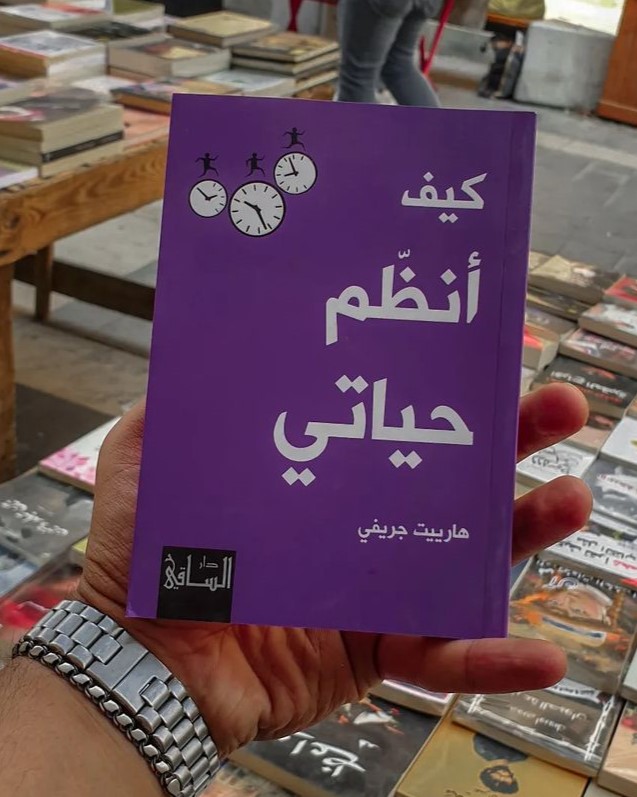 كيف
أنظّم
حياتي
هارييت جريفي
دار
الساقي